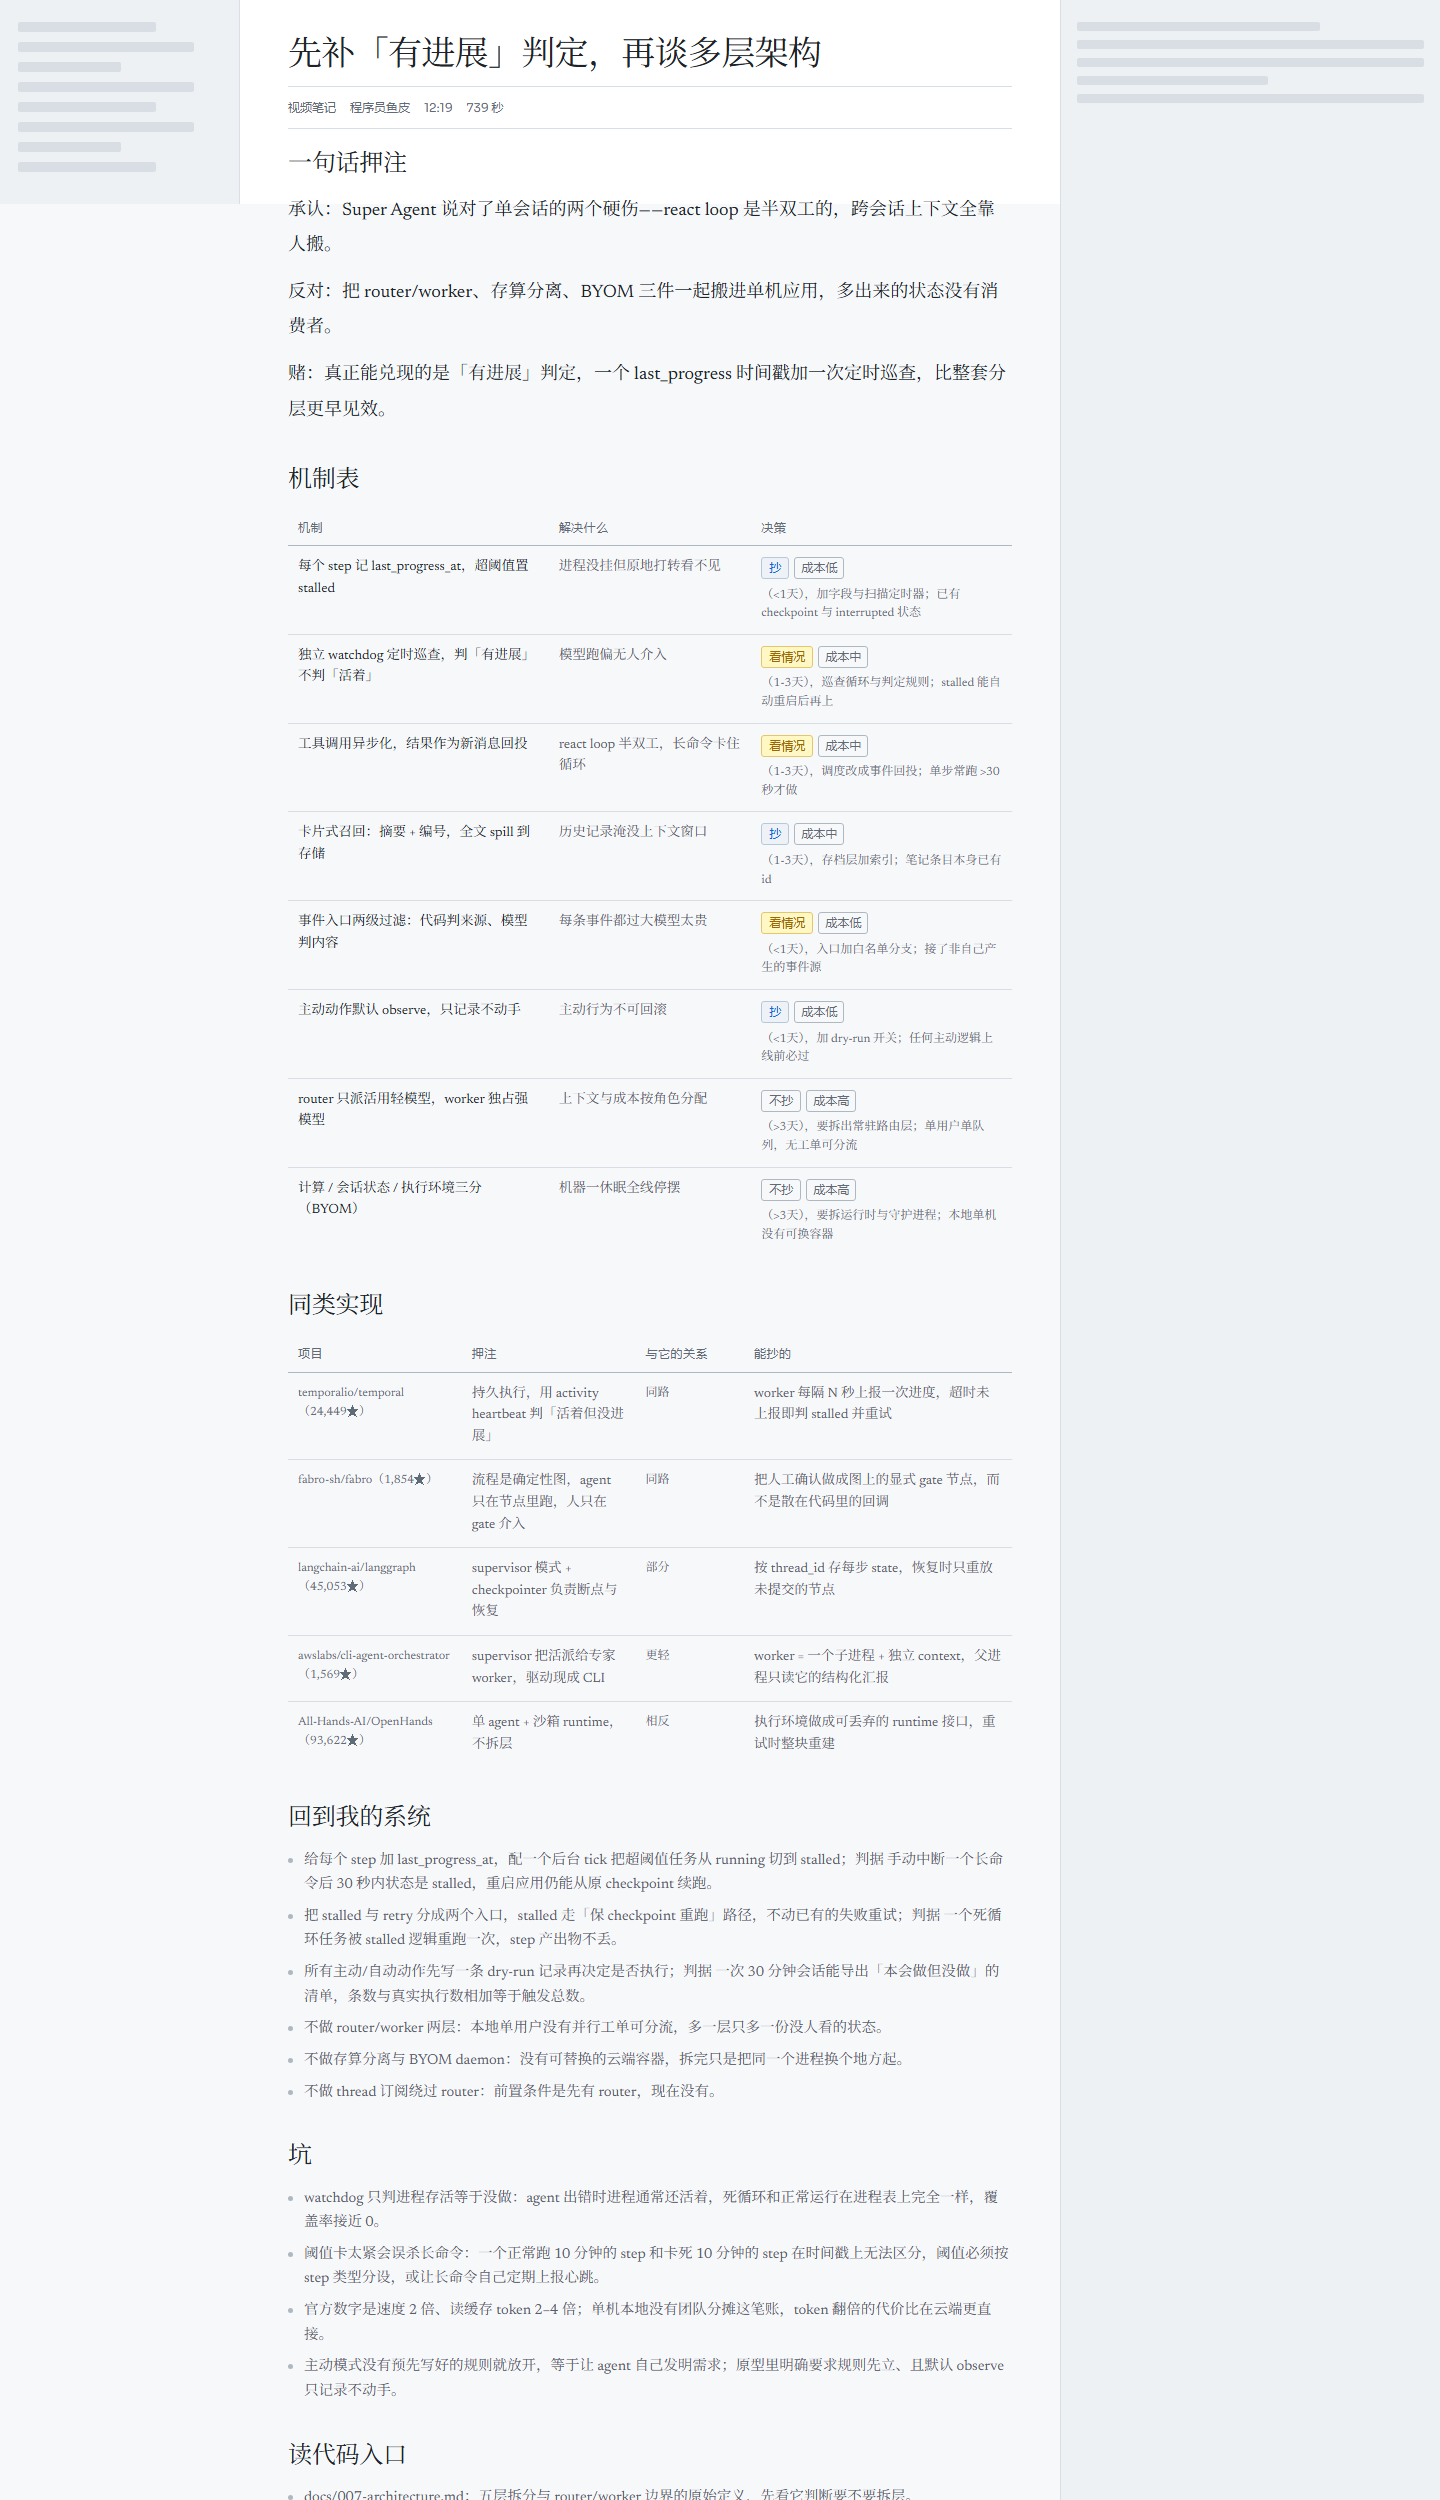 先补「有进展」判定，再谈多层架构
视频笔记 程序员鱼皮 12:19 739 秒
一句话押注
承认：Super Agent 说对了单会话的两个硬伤——react loop 是半双工的，跨会话上下文全靠
人搬。
反对：把 router/worker、存算分离、BYOM 三件一起搬进单机应用，多出来的状态没有消
费者。
赌：真正能兑现的是「有进展」判定，一个 last_progress 时间戳加一次定时巡查，比整套分
层更早见效。
机制表
机制 解决什么 决策
每个 step 记 last_progress_at，超阈值置
stalled
进程没挂但原地打转看不见
抄 成本低
（<1天），加字段与扫描定时器；已有
checkpoint 与 interrupted 状态
独立 watchdog 定时巡查，判「有进展」
不判「活着」
模型跑偏无人介入
看情况 成本中
（1-3天），巡查循环与判定规则；stalled 能自
动重启后再上
工具调用异步化，结果作为新消息回投
react loop 半双工，长命令卡住
循环
看情况 成本中
（1-3天），调度改成事件回投；单步常跑 >30
秒才做
卡片式召回：摘要 + 编号，全文 spill 到
存储
历史记录淹没上下文窗口
抄 成本中
（1-3天），存档层加索引；笔记条目本身已有
id
事件入口两级过滤：代码判来源、模型
判内容
每条事件都过大模型太贵
看情况 成本低
（<1天），入口加白名单分支；接了非自己产
生的事件源
主动动作默认 observe，只记录不动手
主动行为不可回滚
抄 成本低
（<1天），加 dry-run 开关；任何主动逻辑上
线前必过
router 只派活用轻模型，worker 独占强
模型
上下文与成本按角色分配
不抄 成本高
（>3天），要拆出常驻路由层；单用户单队
列，无工单可分流
计算 / 会话状态 / 执行环境三分
（BYOM）
机器一休眠全线停摆
不抄 成本高
（>3天），要拆运行时与守护进程；本地单机
没有可换容器
同类实现
项目 押注 与它的关系 能抄的
temporalio/temporal
（24,449★）
持久执行，用 activity
heartbeat 判「活着但没进
展」
同路
worker 每隔 N 秒上报一次进度，超时未
上报即判 stalled 并重试
fabro-sh/fabro（1,854★）
流程是确定性图，agent
只在节点里跑，人只在
gate 介入
同路
把人工确认做成图上的显式 gate 节点，而
不是散在代码里的回调
langchain-ai/langgraph
（45,053★）
supervisor 模式 +
checkpointer 负责断点与
恢复
部分
按 thread_id 存每步 state，恢复时只重放
未提交的节点
awslabs/cli-agent-orchestrator
（1,569★）
supervisor 把活派给专家
worker，驱动现成 CLI
更轻
worker = 一个子进程 + 独立 context，父进
程只读它的结构化汇报
All-Hands-AI/OpenHands
（93,622★）
单 agent + 沙箱 runtime，
不拆层
相反
执行环境做成可丢弃的 runtime 接口，重
试时整块重建
回到我的系统
给每个 step 加 last_progress_at，配一个后台 tick 把超阈值任务从 running 切到 stalled；判据 手动中断一个长命
令后 30 秒内状态是 stalled，重启应用仍能从原 checkpoint 续跑。
把 stalled 与 retry 分成两个入口，stalled 走「保 checkpoint 重跑」路径，不动已有的失败重试；判据 一个死循
环任务被 stalled 逻辑重跑一次，step 产出物不丢。
所有主动/自动动作先写一条 dry-run 记录再决定是否执行；判据 一次 30 分钟会话能导出「本会做但没做」的
清单，条数与真实执行数相加等于触发总数。
不做 router/worker 两层：本地单用户没有并行工单可分流，多一层只多一份没人看的状态。
不做存算分离与 BYOM daemon：没有可替换的云端容器，拆完只是把同一个进程换个地方起。
不做 thread 订阅绕过 router：前置条件是先有 router，现在没有。
坑
watchdog 只判进程存活等于没做：agent 出错时进程通常还活着，死循环和正常运行在进程表上完全一样，覆
盖率接近 0。
阈值卡太紧会误杀长命令：一个正常跑 10 分钟的 step 和卡死 10 分钟的 step 在时间戳上无法区分，阈值必须按
step 类型分设，或让长命令自己定期上报心跳。
官方数字是速度 2 倍、读缓存 token 2–4 倍；单机本地没有团队分摊这笔账，token 翻倍的代价比在云端更直
接。
主动模式没有预先写好的规则就放开，等于让 agent 自己发明需求；原型里明确要求规则先立、且默认 observe
只记录不动手。
读代码入口
docs/007-architecture.md：五层拆分与 router/worker 边界的原始定义，先看它判断要不要拆层。